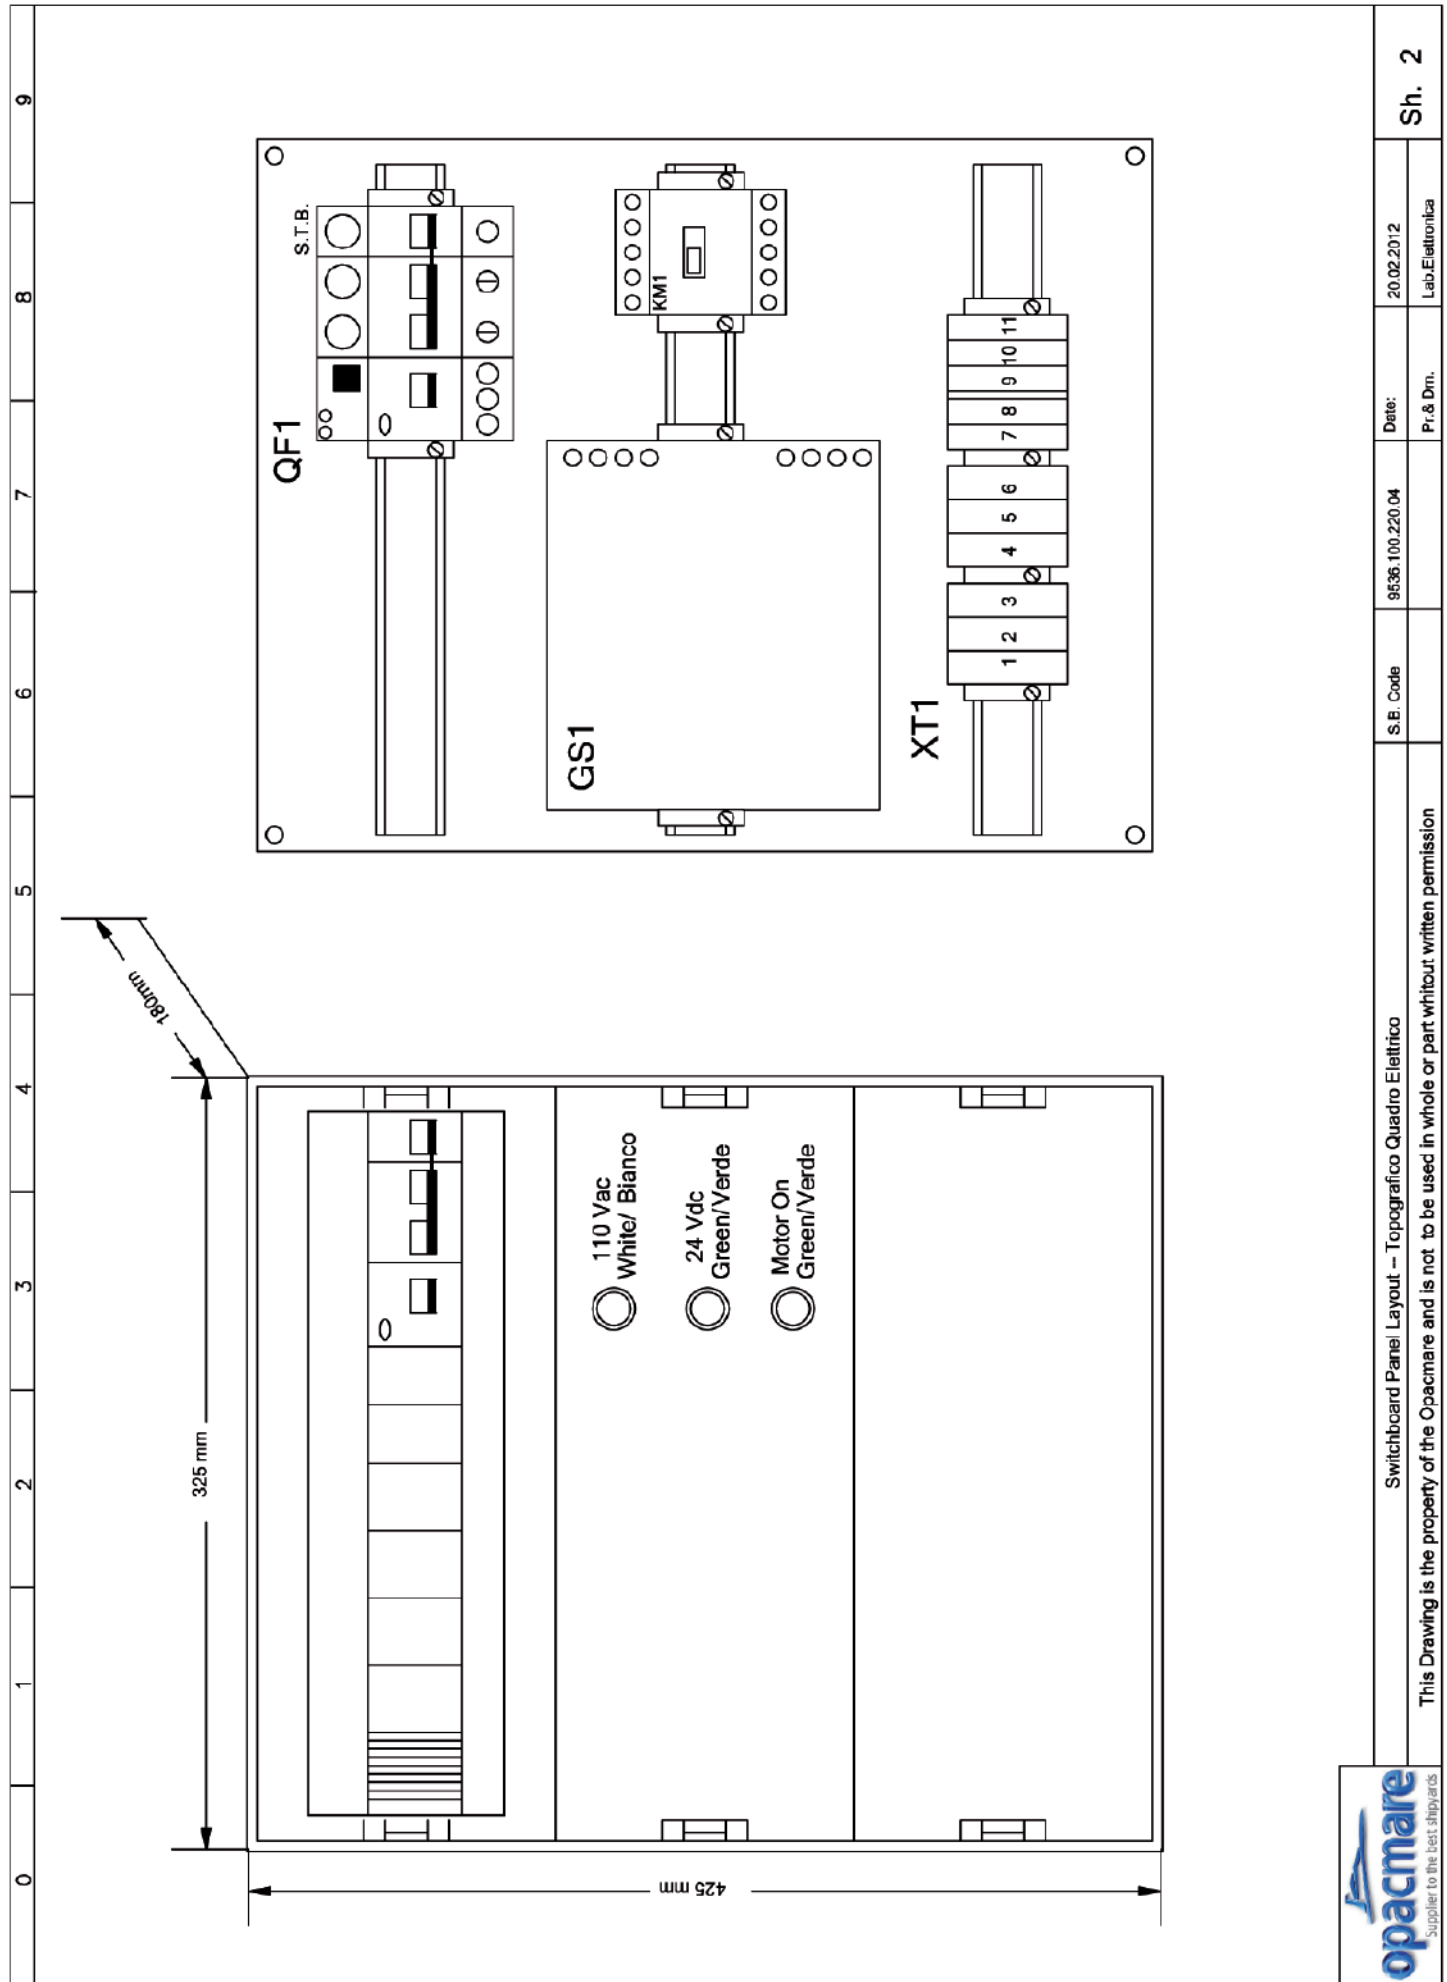 0 1 2 3 4 5 6 7 8 9
325 mm
180mm
425 mm
110 Vac
White/ Bianco
24 Vdc
Green/Verde
Motor On
Green/Verde
QF1
S.T.B.
GS1
KM1
XT1
1 2 3 4 5 6 7 8 9 10 11
opacmare
Supplier to the best shipyards
Switchboard Panel Layout -- Topografico Quadro Elettrico
S.B. Code
9536.100.220.04
Date:
20.02.2012
Sh. 2
This Drawing is the property of the Opacmare and is not to be used in whole or part whitout written permission
Pr.& Drn.
Lab.Elettronica